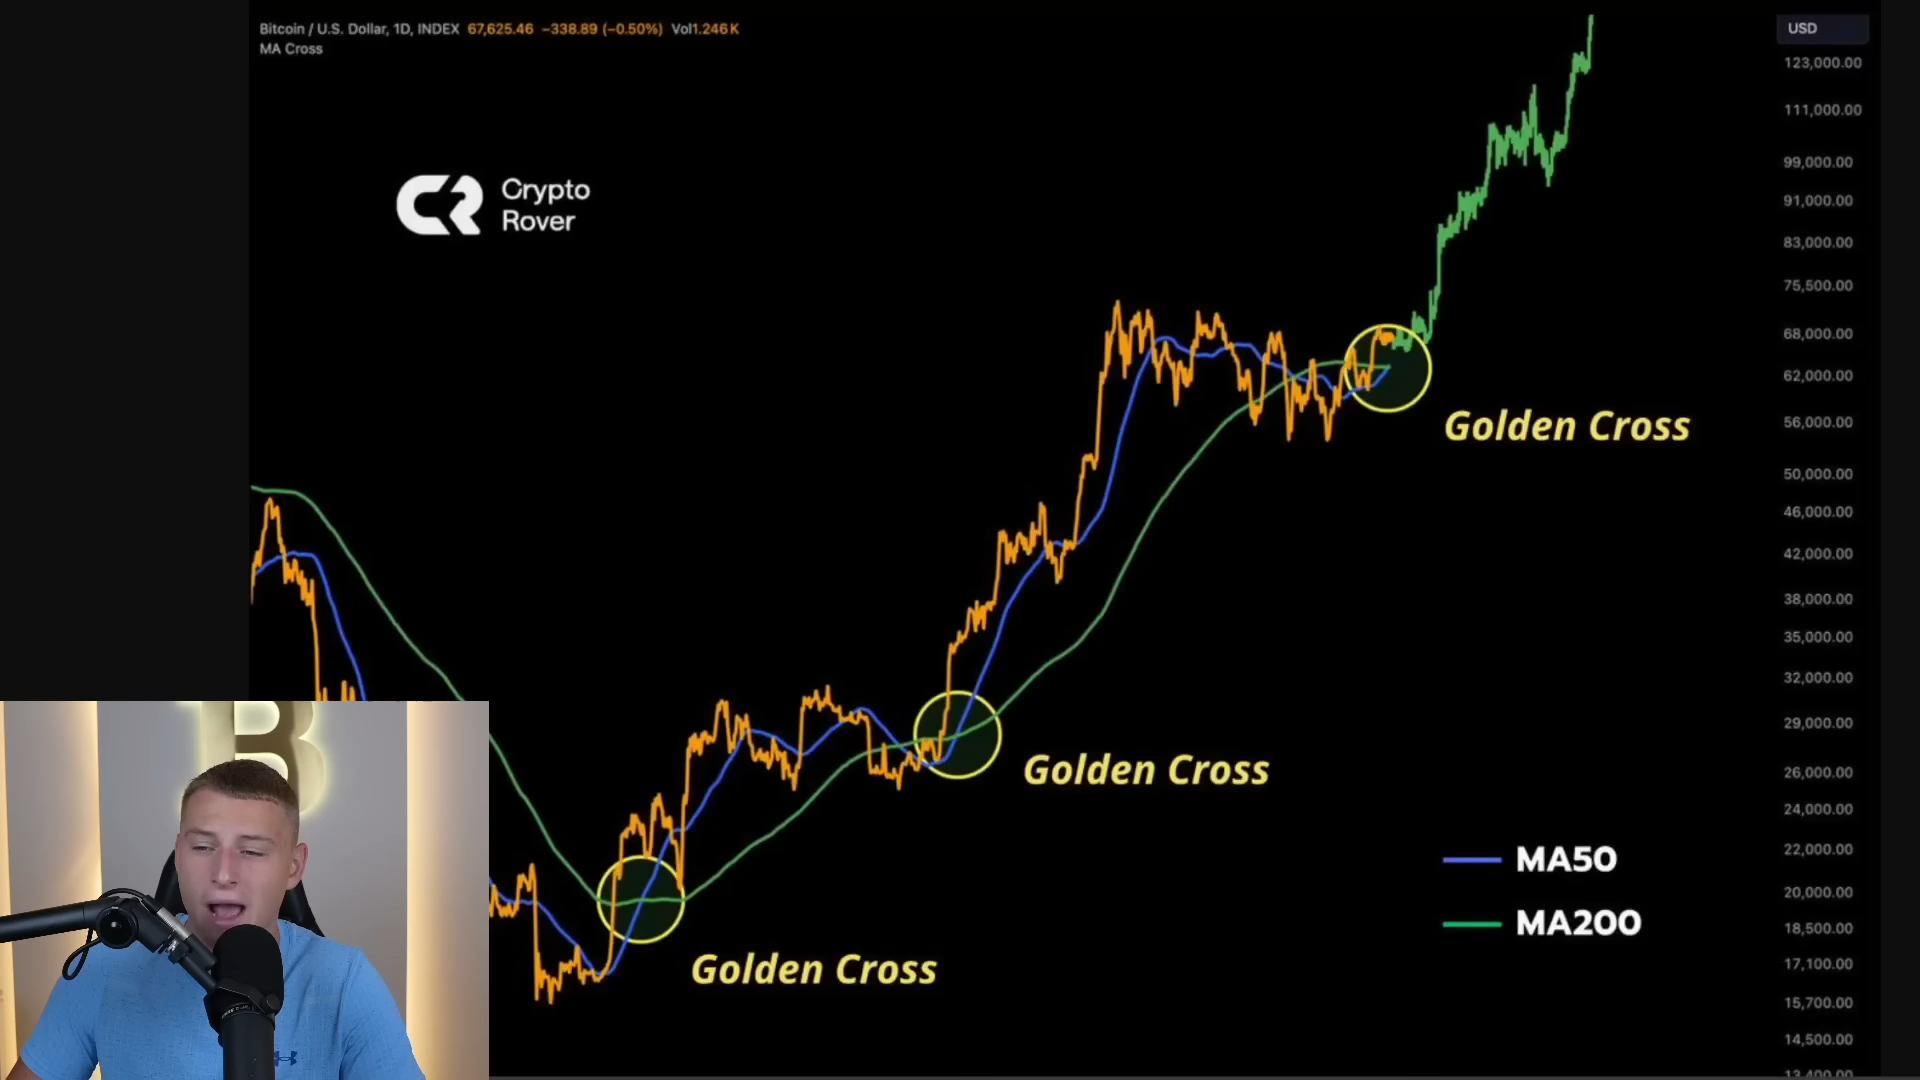 Bitcoin / U.S. Dollar, 1D, INDEX 67,625.46 −338.89 (−0.50%) Vol1.246K
MA Cross
USD
123,000.00
111,000.00
99,000.00
91,000.00
83,000.00
75,500.00
68,000.00
62,000.00
56,000.00
50,000.00
46,000.00
42,000.00
38,000.00
35,000.00
32,000.00
29,000.00
26,000.00
24,000.00
22,000.00
20,000.00
18,500.00
17,100.00
15,700.00
14,500.00
13,400.00
Crypto
Rover
Golden Cross
Golden Cross
Golden Cross
MA50
MA200
B